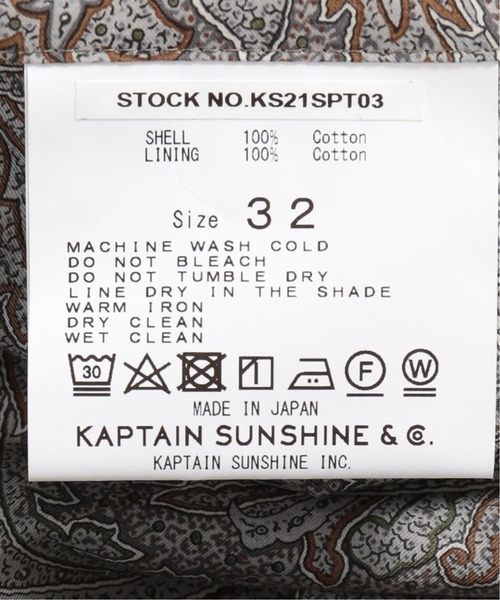 STOCK NO.KS21SPT03
SHELL 100% Cotton
LINING 100% Cotton
Size 32
MACHINE WASH COLD
DO NOT BLEACH
DO NOT TUMBLE DRY
LINE DRY IN THE SHADE
WARM IRON
DRY CLEAN
WET CLEAN
30 F W
MADE IN JAPAN
KAPTAIN SUNSHINE & Co.
KAPTAIN SUNSHINE INC.